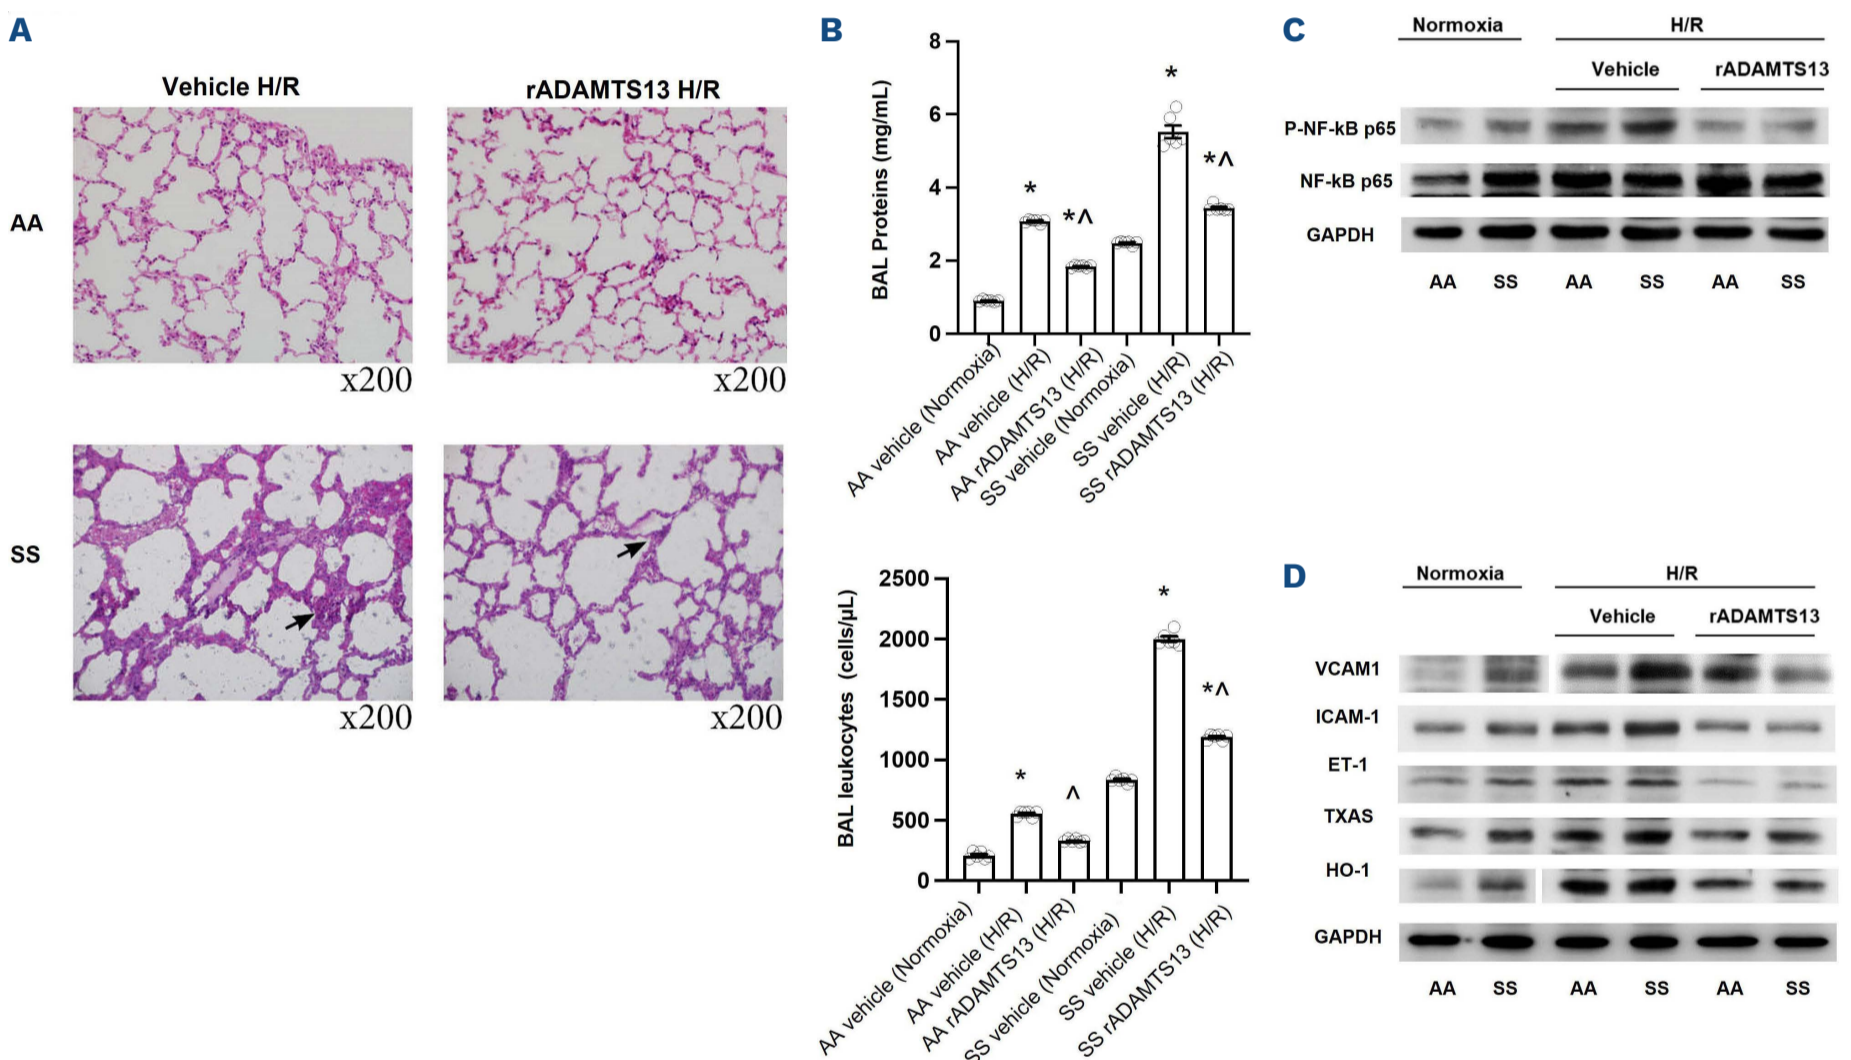 A
Vehicle H/R
rADAMTS13 H/R
AA
x200
x200
SS
x200
x200
B
BAL Proteins (mg/mL)
8
6
4
2
0
*
*^
*
*^
AA vehicle (Normoxia)
AA vehicle (H/R)
AA rADAMTS13 (H/R)
SS vehicle (Normoxia)
SS vehicle (H/R)
SS rADAMTS13 (H/R)
BAL leukocytes (cells/μL)
2500
2000
1500
1000
500
0
*
^
*
*^
AA vehicle (Normoxia)
AA vehicle (H/R)
AA rADAMTS13 (H/R)
SS vehicle (Normoxia)
SS vehicle (H/R)
SS rADAMTS13 (H/R)
C
Normoxia
H/R
Vehicle
rADAMTS13
P-NF-kB p65
NF-kB p65
GAPDH
AA SS AA SS AA SS
D
Normoxia
H/R
Vehicle
rADAMTS13
VCAM1
ICAM-1
ET-1
TXAS
HO-1
GAPDH
AA SS AA SS AA SS